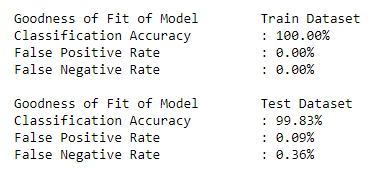 Goodness of Fit of Model Train Dataset
Classification Accuracy : 100.00%
False Positive Rate : 0.00%
False Negative Rate : 0.00%
Goodness of Fit of Model Test Dataset
Classification Accuracy : 99.83%
False Positive Rate : 0.09%
False Negative Rate : 0.36%